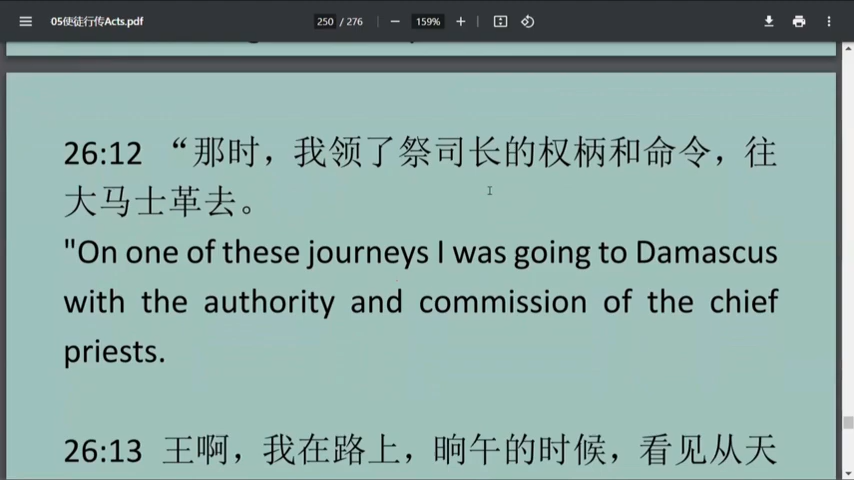 05使徒行传Acts.pdf
250 / 276
159%
26:12 “那时，我领了祭司长的权柄和命令，往
大马士革去。
"On one of these journeys I was going to Damascus
with the authority and commission of the chief
priests.
26:13 王啊，我在路上，晌午的时候，看见从天